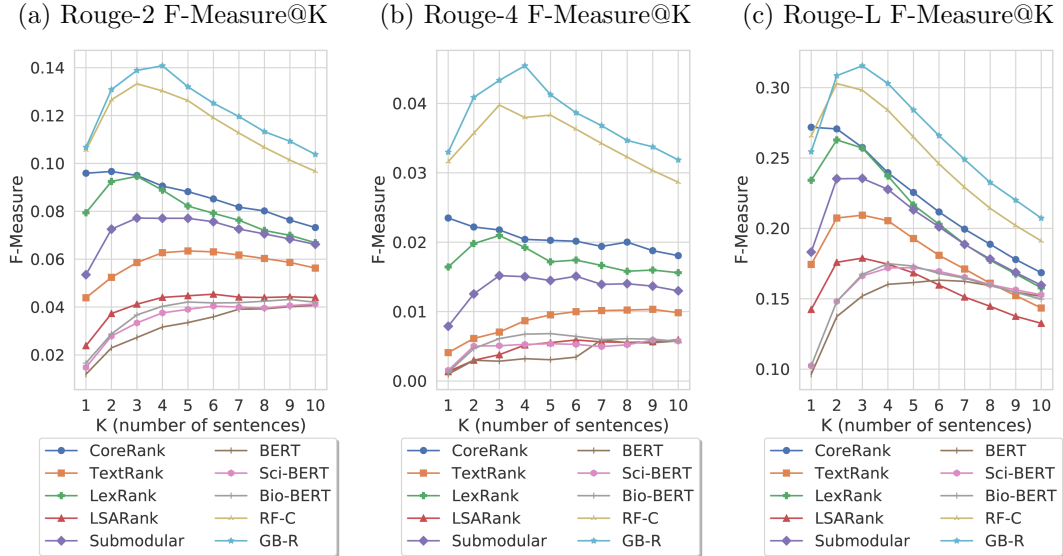 (a) Rouge-2 F-Measure@K
(b) Rouge-4 F-Measure@K
(c) Rouge-L F-Measure@K
F-Measure
0.14
0.12
0.10
0.08
0.06
0.04
0.02
1 2 3 4 5 6 7 8 9 10
K (number of sentences)
CoreRank
TextRank
LexRank
LSARank
Submodular
BERT
Sci-BERT
Bio-BERT
RF-C
GB-R
F-Measure
0.04
0.03
0.02
0.01
0.00
1 2 3 4 5 6 7 8 9 10
K (number of sentences)
CoreRank
TextRank
LexRank
LSARank
Submodular
BERT
Sci-BERT
Bio-BERT
RF-C
GB-R
F-Measure
0.30
0.25
0.20
0.15
0.10
1 2 3 4 5 6 7 8 9 10
K (number of sentences)
CoreRank
TextRank
LexRank
LSARank
Submodular
BERT
Sci-BERT
Bio-BERT
RF-C
GB-R